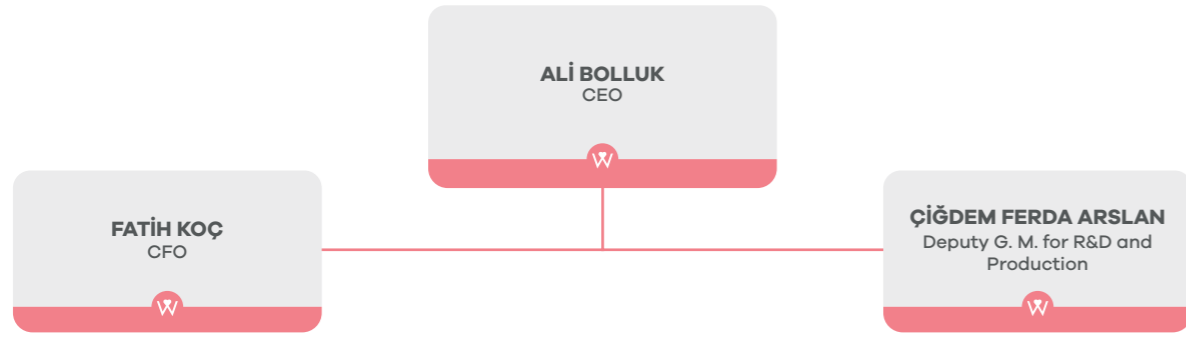 ALİ BOLLUK
CEO
FATİH KOÇ
CFO
ÇİĞDEM FERDA ARSLAN
Deputy G. M. for R&D and
Production